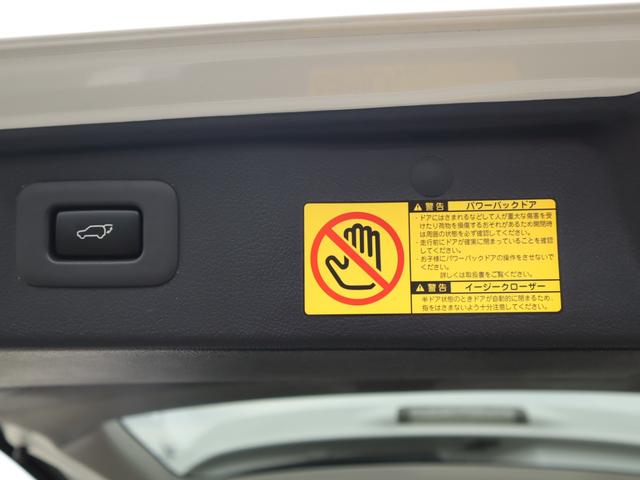 ⚠警告 パワーバックドア
・ドアにはさまれるなどして人が重大な傷害を
受けたり荷物を損傷するおそれがあるため開閉時
は周囲の状態を必ず確認してください。
・走行前にドアが確実に閉まっていることを確認
してください。
・お子様にパワーバックドアの操作をさせないで
ください。
詳しくは取扱書をご覧ください。
⚠警告 イージークローザー
半ドア状態のときドアが自動的に閉まるため、
指をはさまないよう十分注意してください。